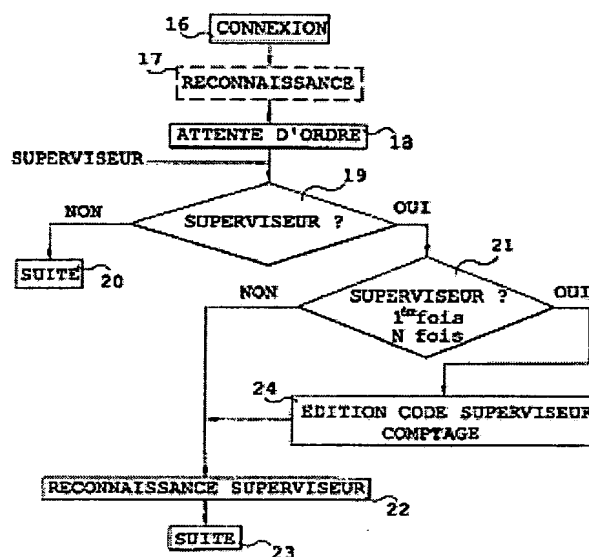 16 CONNEXION
17
RECONNAISSANCE
ATTENTE D'ORDRE 18
SUPERVISEUR
19
NON SUPERVISEUR ? OUI
SUITE 20
21
NON SUPERVISEUR ? OUI
1ère fois
N fois
24
EDITION CODE SUPERVISEUR
COMPTAGE
RECONNAISSANCE SUPERVISEUR 22
SUITE 23